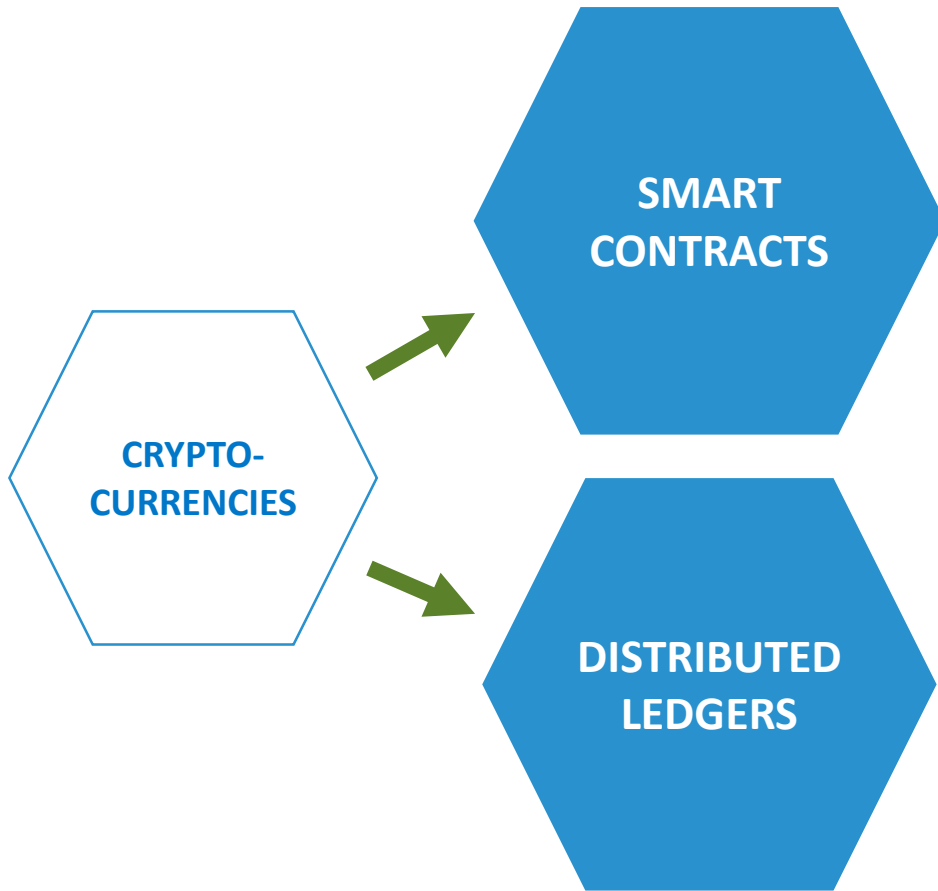 SMART
CONTRACTS
CRYPTO-
CURRENCIES
DISTRIBUTED
LEDGERS